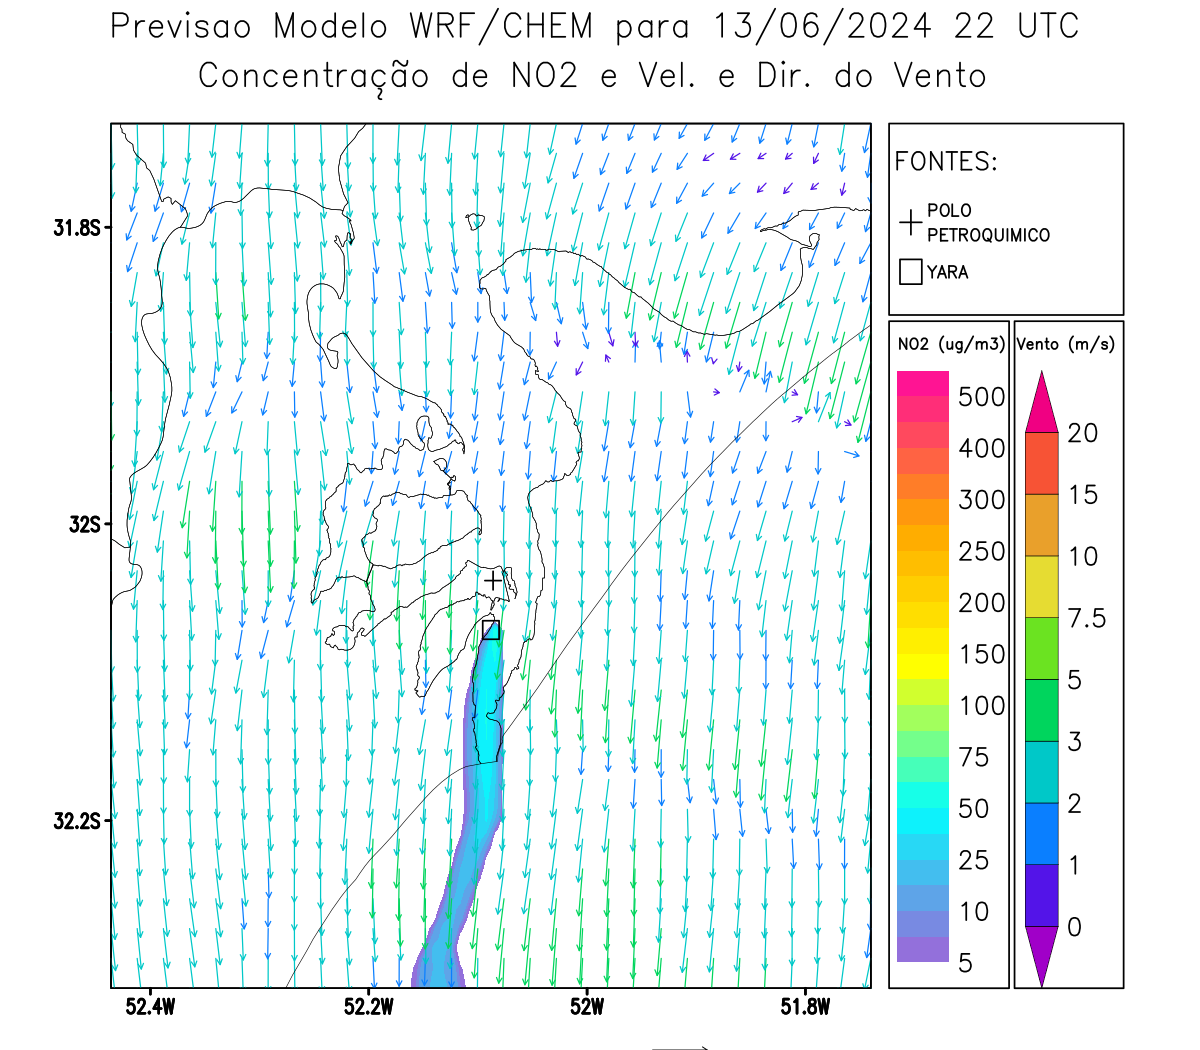 Previsao Modelo WRF/CHEM para 13/06/2024 22 UTC
Concentração de NO2 e Vel. e Dir. do Vento
FONTES:
POLO
PETROQUIMICO
YARA
NO2 (ug/m3)
500
400
300
250
200
150
100
75
50
25
10
5
Vento (m/s)
20
15
10
7.5
5
3
2
1
0
31.8S
32S
32.2S
52.4W
52.2W
52W
51.8W